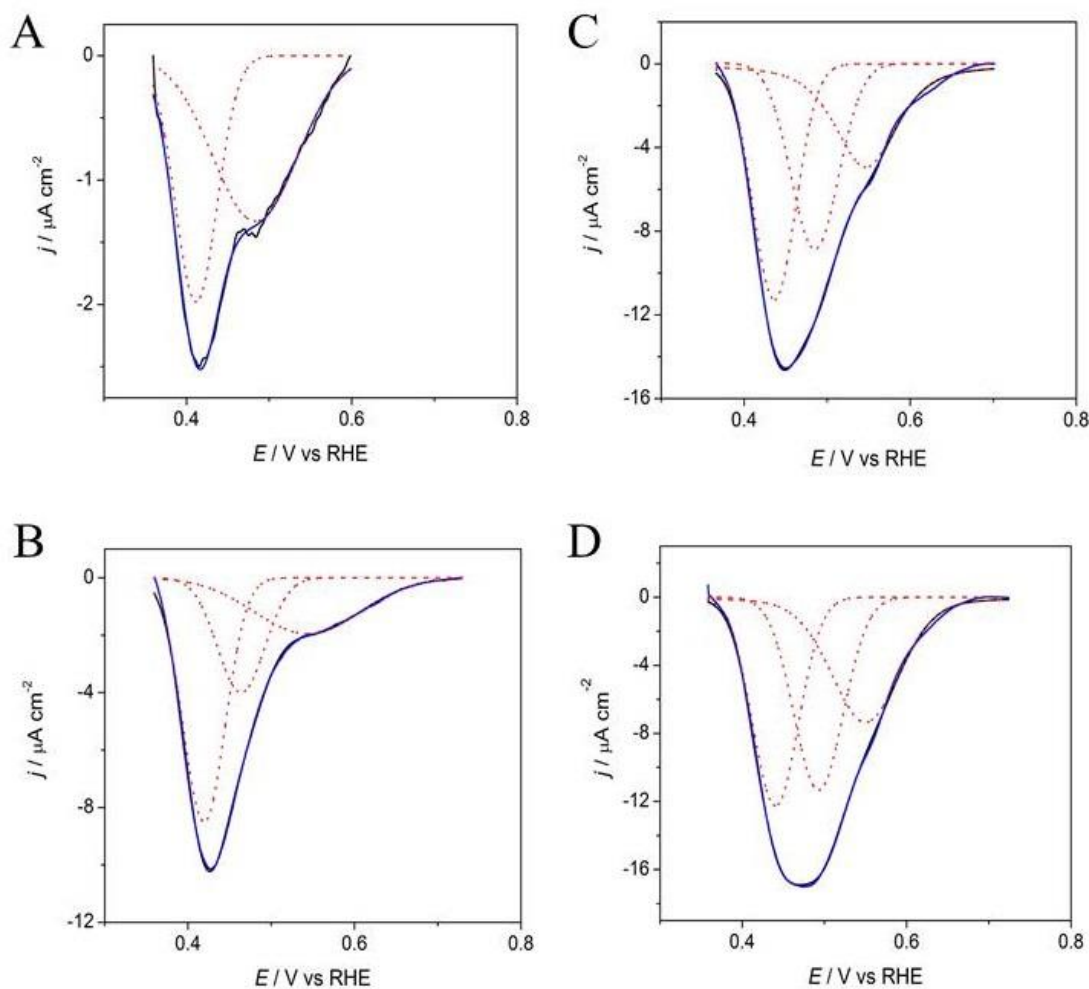 A
0
-1
-2
j / μA cm⁻²
0.4 0.6 0.8
E / V vs RHE
C
0
-4
-8
-12
-16
j / μA cm⁻²
0.4 0.6 0.8
E / V vs RHE
B
0
-4
-8
-12
j / μA cm⁻²
0.4 0.6 0.8
E / V vs RHE
D
0
-4
-8
-12
-16
j / μA cm⁻²
0.4 0.6 0.8
E / V vs RHE